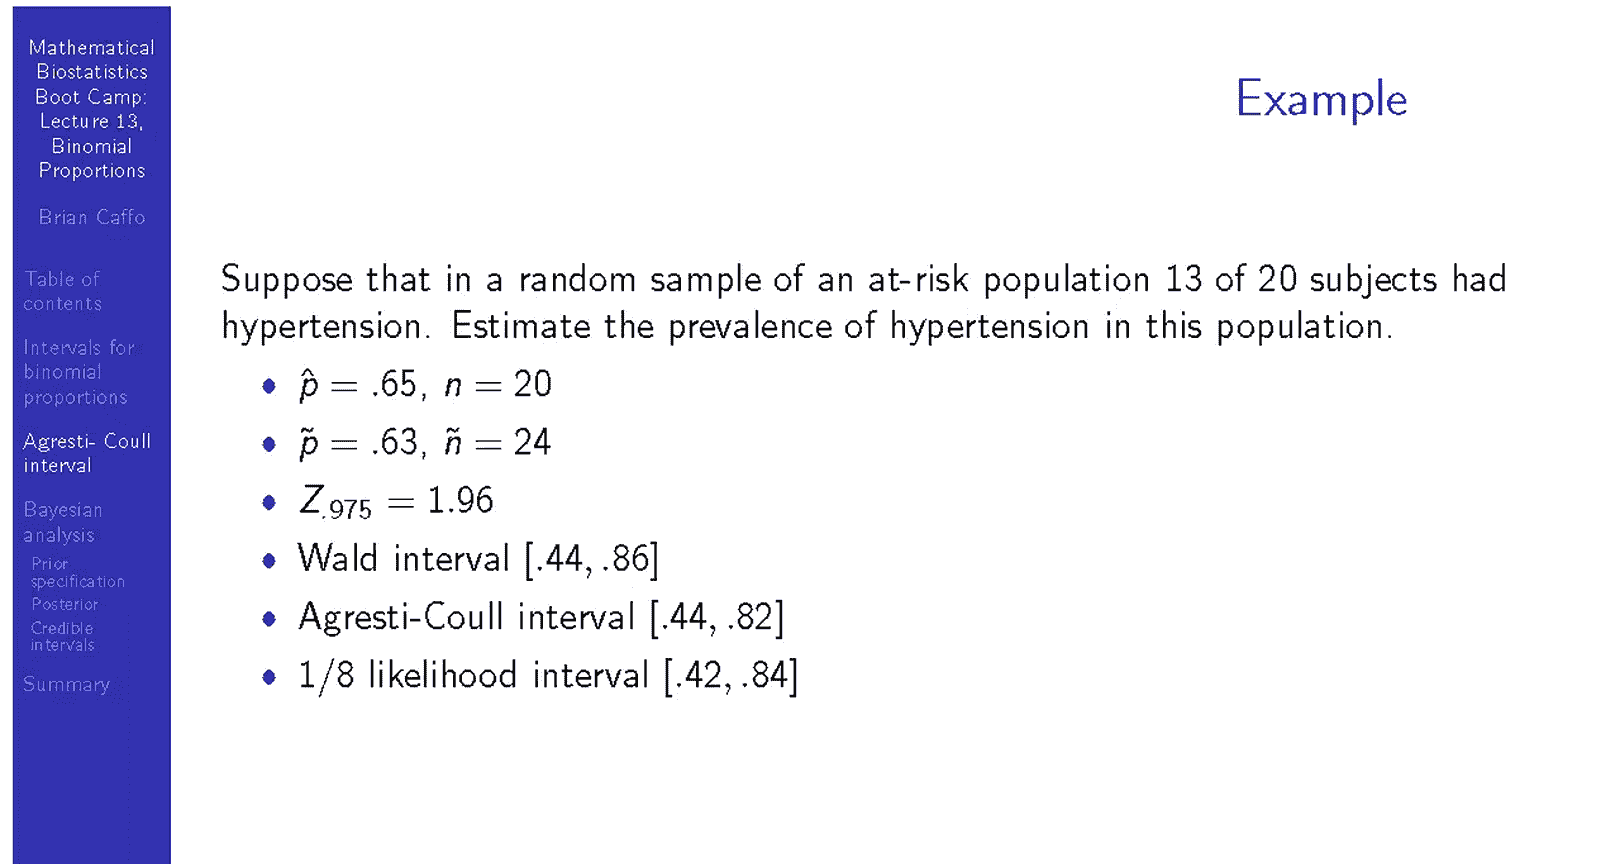 Mathematical
Biostatistics
Boot Camp:
Lecture 13,
Binomial
Proportions
Brian Caffo
Table of
contents
Intervals for
binomial
proportions
Agresti- Coull
interval
Bayesian
analysis
Prior
specification
Posterior
Credible
intervals
Summary
Example
Suppose that in a random sample of an at-risk population 13 of 20 subjects had
hypertension. Estimate the prevalence of hypertension in this population.
• p̂ = .65, n = 20
• p̃ = .63, ñ = 24
• Z.975 = 1.96
• Wald interval [.44, .86]
• Agresti-Coull interval [.44, .82]
• 1/8 likelihood interval [.42, .84]